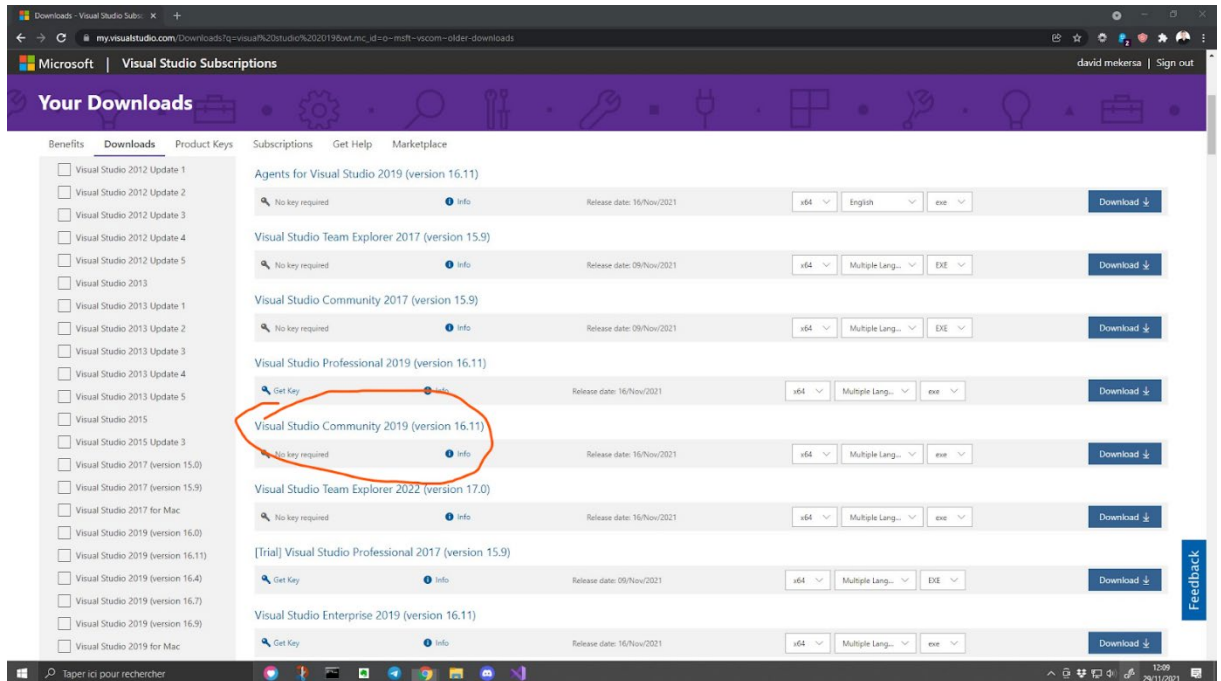 Downloads - Visual Studio Subsc
my.visualstudio.com/Downloads?q=visual%20studio%202019&wt.mc_id=o~msft~vscom~older-downloads
Microsoft | Visual Studio Subscriptions david mekersa | Sign out
Your Downloads
Benefits Downloads Product Keys Subscriptions Get Help Marketplace
Visual Studio 2012 Update 1
Visual Studio 2012 Update 2
Visual Studio 2012 Update 3
Visual Studio 2012 Update 4
Visual Studio 2012 Update 5
Visual Studio 2013
Visual Studio 2013 Update 1
Visual Studio 2013 Update 2
Visual Studio 2013 Update 3
Visual Studio 2013 Update 4
Visual Studio 2013 Update 5
Visual Studio 2015
Visual Studio 2015 Update 3
Visual Studio 2017 (version 15.0)
Visual Studio 2017 (version 15.9)
Visual Studio 2017 for Mac
Visual Studio 2019 (version 16.0)
Visual Studio 2019 (version 16.11)
Visual Studio 2019 (version 16.4)
Visual Studio 2019 (version 16.7)
Visual Studio 2019 (version 16.9)
Visual Studio 2019 for Mac
Agents for Visual Studio 2019 (version 16.11)
No key required Info Release date: 16/Nov/2021 x64 English exe Download
Visual Studio Team Explorer 2017 (version 15.9)
No key required Info Release date: 09/Nov/2021 x64 Multiple Lang... EXE Download
Visual Studio Community 2017 (version 15.9)
No key required Info Release date: 09/Nov/2021 x64 Multiple Lang... EXE Download
Visual Studio Professional 2019 (version 16.11)
Get Key Info Release date: 16/Nov/2021 x64 Multiple Lang... exe Download
Visual Studio Community 2019 (version 16.11)
No key required Info Release date: 16/Nov/2021 x64 Multiple Lang... exe Download
Visual Studio Team Explorer 2022 (version 17.0)
No key required Info Release date: 16/Nov/2021 x64 Multiple Lang... exe Download
[Trial] Visual Studio Professional 2017 (version 15.9)
Get Key Info Release date: 09/Nov/2021 x64 Multiple Lang... EXE Download
Visual Studio Enterprise 2019 (version 16.11)
Get Key Info Release date: 16/Nov/2021 x64 Multiple Lang... exe Download
Feedback
Taper ici pour rechercher
12:09
29/11/2021